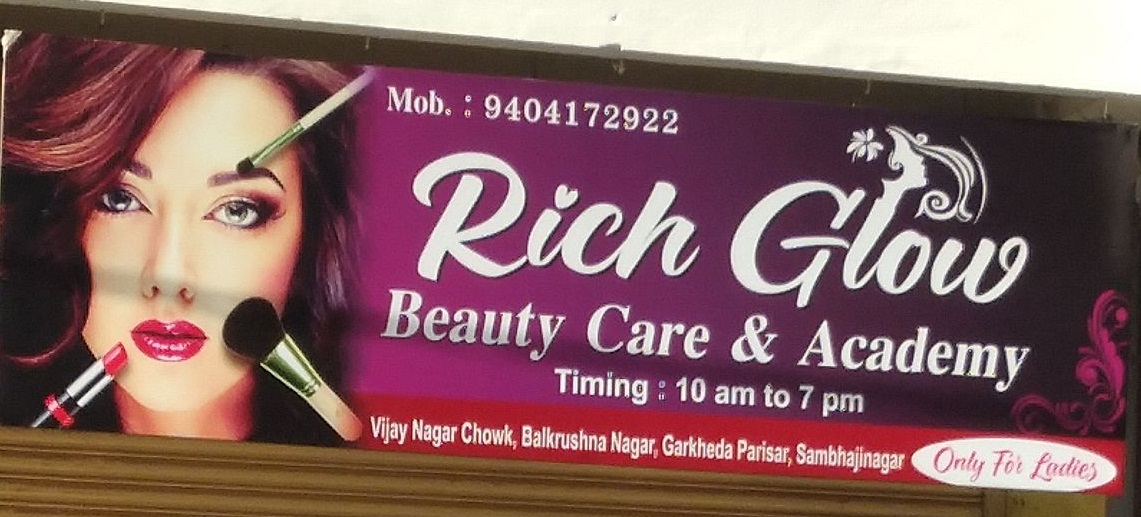 Mob. : 9404172922
Rich Glow
Beauty Care & Academy
Timing : 10 am to 7 pm
Vijay Nagar Chowk, Balkrushna Nagar, Garkheda Parisar, Sambhajinagar
Only For Ladies